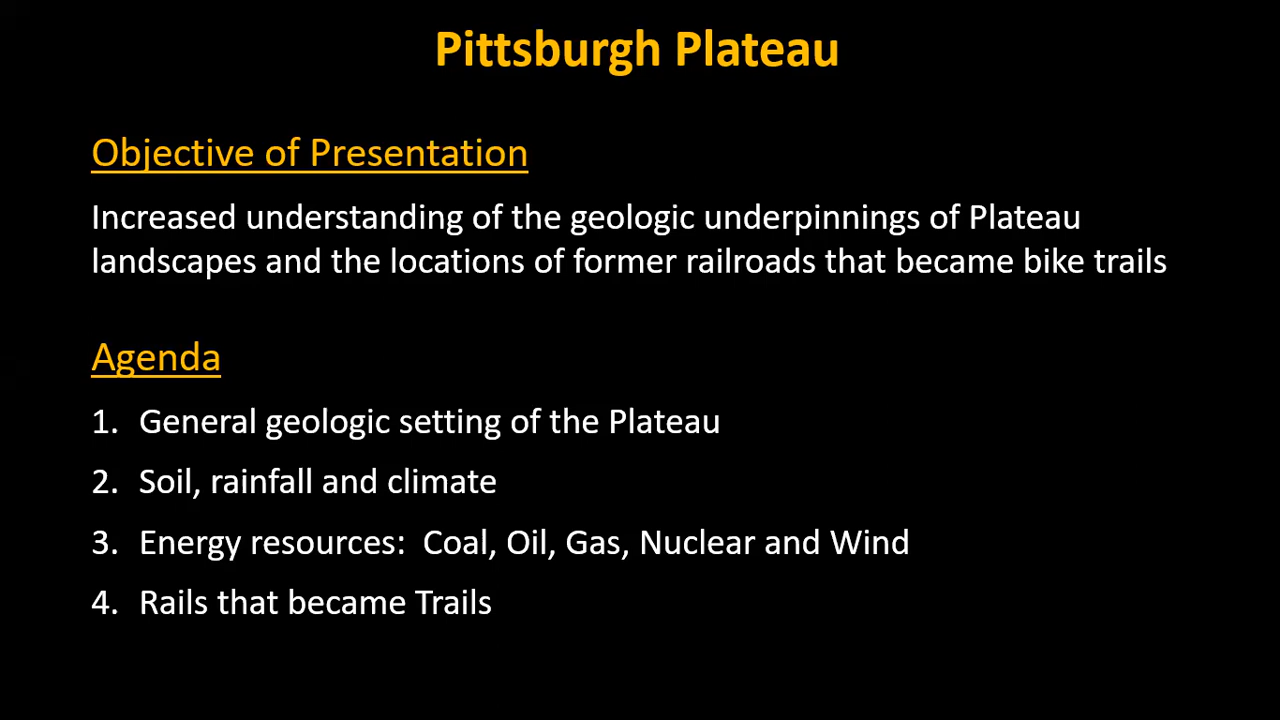 Pittsburgh Plateau
Objective of Presentation
Increased understanding of the geologic underpinnings of Plateau
landscapes and the locations of former railroads that became bike trails
Agenda
1. General geologic setting of the Plateau
2. Soil, rainfall and climate
3. Energy resources:  Coal, Oil, Gas, Nuclear and Wind
4. Rails that became Trails